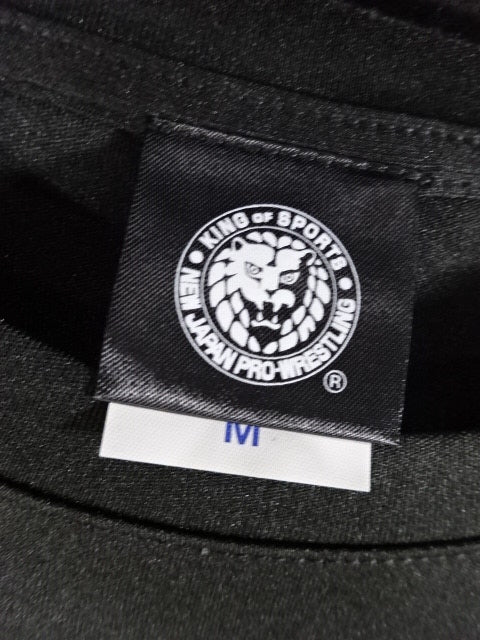 KING OF SPORTS
NEW JAPAN PRO-WRESTLING
®
M